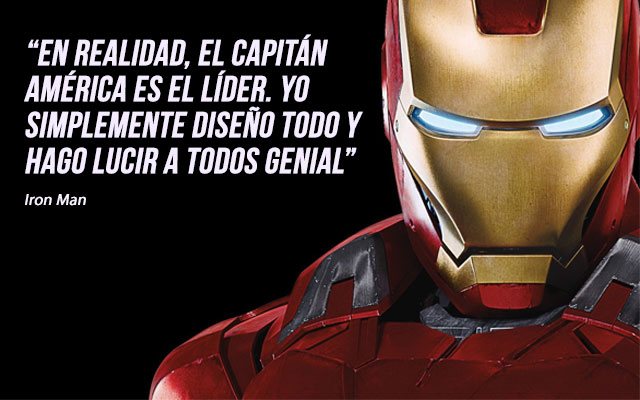 “EN REALIDAD, EL CAPITÁN
AMÉRICA ES EL LÍDER. YO
SIMPLEMENTE DISEÑO TODO Y
HAGO LUCIR A TODOS GENIAL”
Iron Man